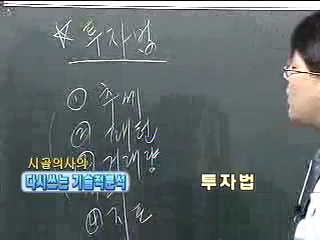 ☆ 투자법
① 추세
② 패턴
③ 거래량
④ 지표
시골의사의
다시쓰는 기술적분석
투자법